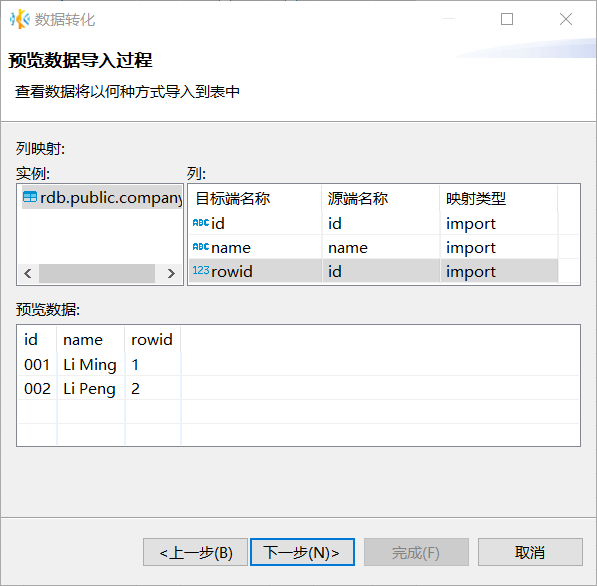 数据转化
预览数据导入过程
查看数据将以何种方式导入到表中
列映射:
实例: 列:
rdb.public.company
目标端名称 源端名称 映射类型
ABC id id import
ABC name name import
123 rowid id import
预览数据:
id name rowid
001 Li Ming 1
002 Li Peng 2
<上一步(B) 下一步(N)> 完成(F) 取消